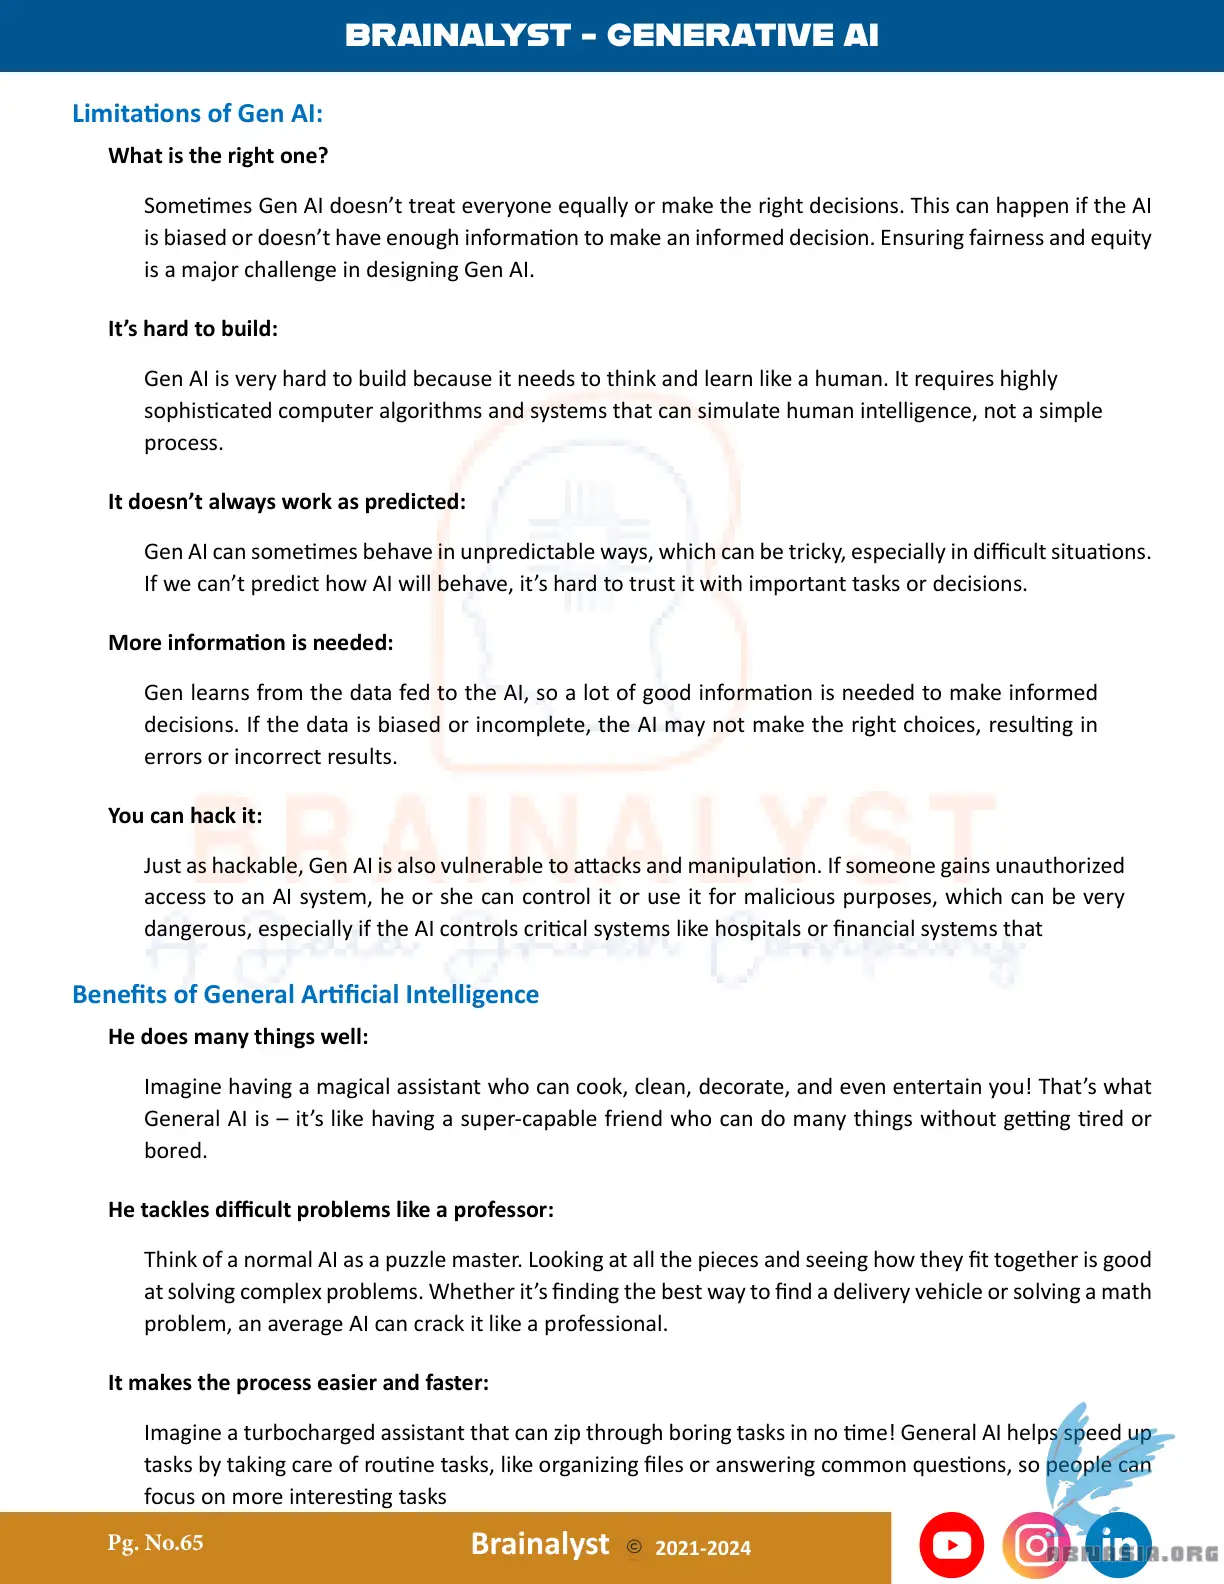 BRAINALYST - GENERATIVE AI
Limitations of Gen AI:
What is the right one?
Sometimes Gen AI doesn’t treat everyone equally or make the right decisions. This can happen if the AI
is biased or doesn’t have enough information to make an informed decision. Ensuring fairness and equity
is a major challenge in designing Gen AI.
It’s hard to build:
Gen AI is very hard to build because it needs to think and learn like a human. It requires highly
sophisticated computer algorithms and systems that can simulate human intelligence, not a simple
process.
It doesn’t always work as predicted:
Gen AI can sometimes behave in unpredictable ways, which can be tricky, especially in difficult situations.
If we can’t predict how AI will behave, it’s hard to trust it with important tasks or decisions.
More information is needed:
Gen learns from the data fed to the AI, so a lot of good information is needed to make informed
decisions. If the data is biased or incomplete, the AI may not make the right choices, resulting in
errors or incorrect results.
BRAINALYST
You can hack it:
Just as hackable, Gen AI is also vulnerable to attacks and manipulation. If someone gains unauthorized
access to an AI system, he or she can control it or use it for malicious purposes, which can be very
dangerous, especially if the AI controls critical systems like hospitals or financial systems that
A Data Driven Company
Benefits of General Artificial Intelligence
He does many things well:
Imagine having a magical assistant who can cook, clean, decorate, and even entertain you! That’s what
General AI is – it’s like having a super-capable friend who can do many things without getting tired or
bored.
He tackles difficult problems like a professor:
Think of a normal AI as a puzzle master. Looking at all the pieces and seeing how they fit together is good
at solving complex problems. Whether it’s finding the best way to find a delivery vehicle or solving a math
problem, an average AI can crack it like a professional.
It makes the process easier and faster:
Imagine a turbocharged assistant that can zip through boring tasks in no time! General AI helps speed up
tasks by taking care of routine tasks, like organizing files or answering common questions, so people can
focus on more interesting tasks
Pg. No.65
Brainalyst © 2021-2024
in
ABIMASIA.ORG